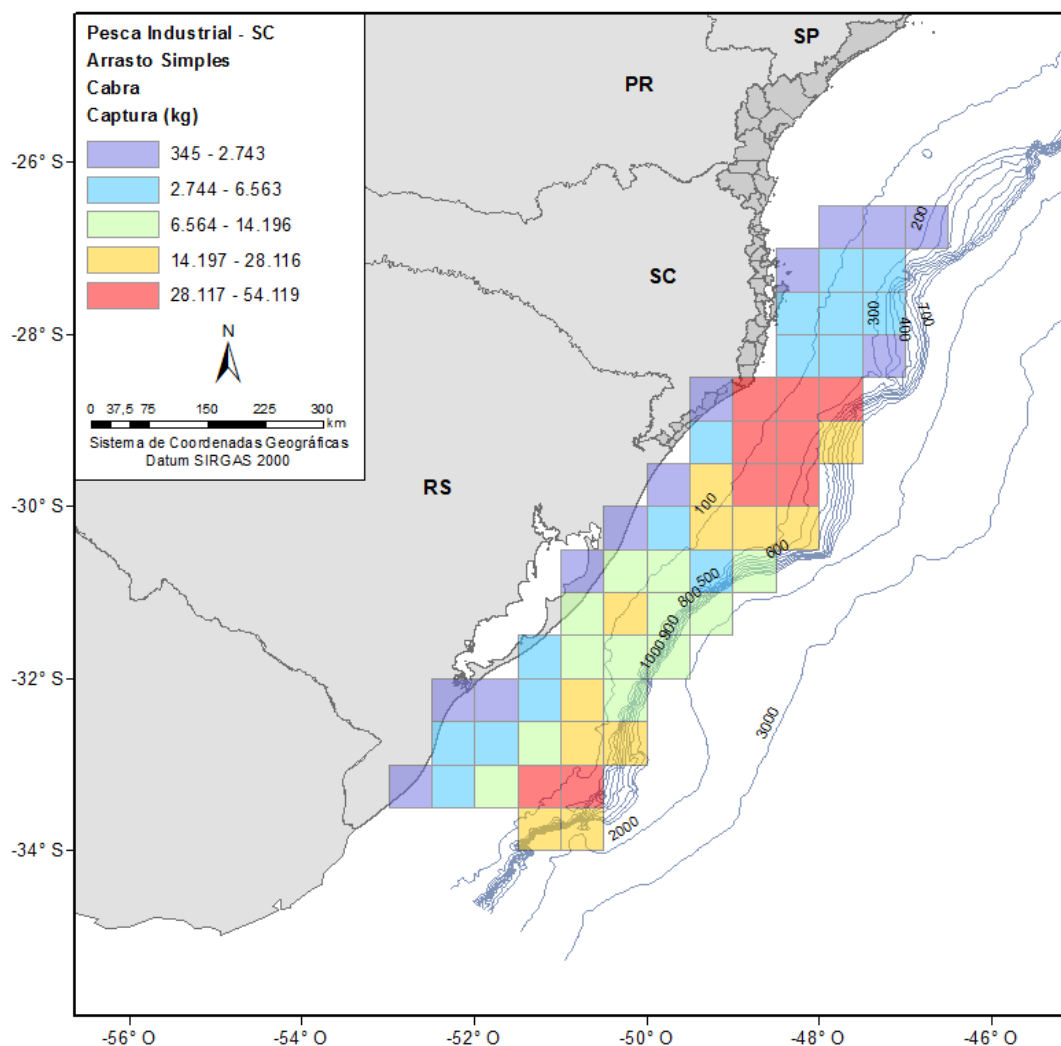 Pesca Industrial - SC
Arrasto Simples
Cabra
Captura (kg)
345 - 2.743
2.744 - 6.563
6.564 - 14.196
14.197 - 28.116
28.117 - 54.119
N
0 37,5 75 150 225 300
km
Sistema de Coordenadas Geográficas
Datum SIRGAS 2000
SP
PR
SC
RS
200
300
400
700
100
600
500
800
900
1000
3000
2000
-26° S
-28° S
-30° S
-32° S
-34° S
-56° O
-54° O
-52° O
-50° O
-48° O
-46° O